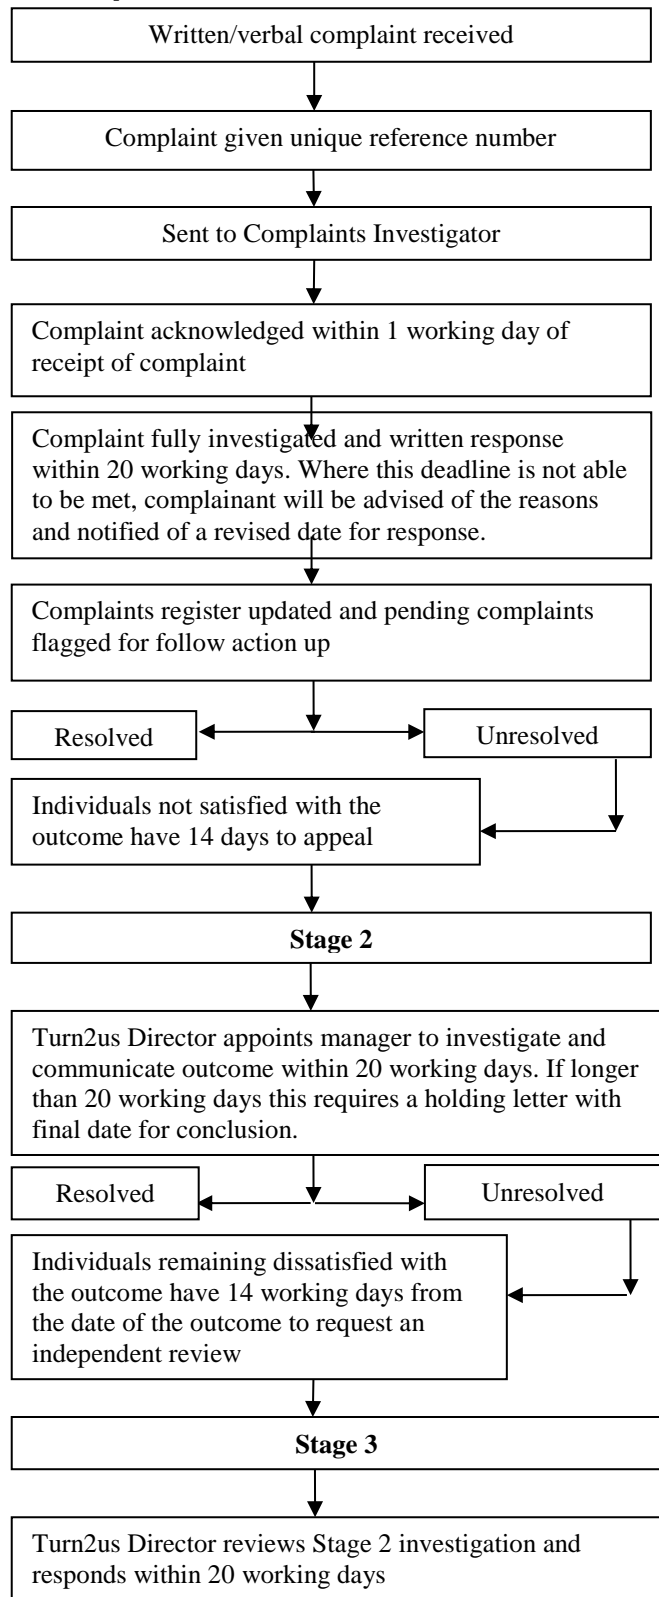 Written/verbal complaint received
Complaint given unique reference number
Sent to Complaints Investigator
Complaint acknowledged within 1 working day of
receipt of complaint
Complaint fully investigated and written response
within 20 working days. Where this deadline is not able
to be met, complainant will be advised of the reasons
and notified of a revised date for response.
Complaints register updated and pending complaints
flagged for follow action up
Resolved
Unresolved
Individuals not satisfied with the
outcome have 14 days to appeal
Stage 2
Turn2us Director appoints manager to investigate and
communicate outcome within 20 working days. If longer
than 20 working days this requires a holding letter with
final date for conclusion.
Resolved
Unresolved
Individuals remaining dissatisfied with
the outcome have 14 working days from
the date of the outcome to request an
independent review
Stage 3
Turn2us Director reviews Stage 2 investigation and
responds within 20 working days